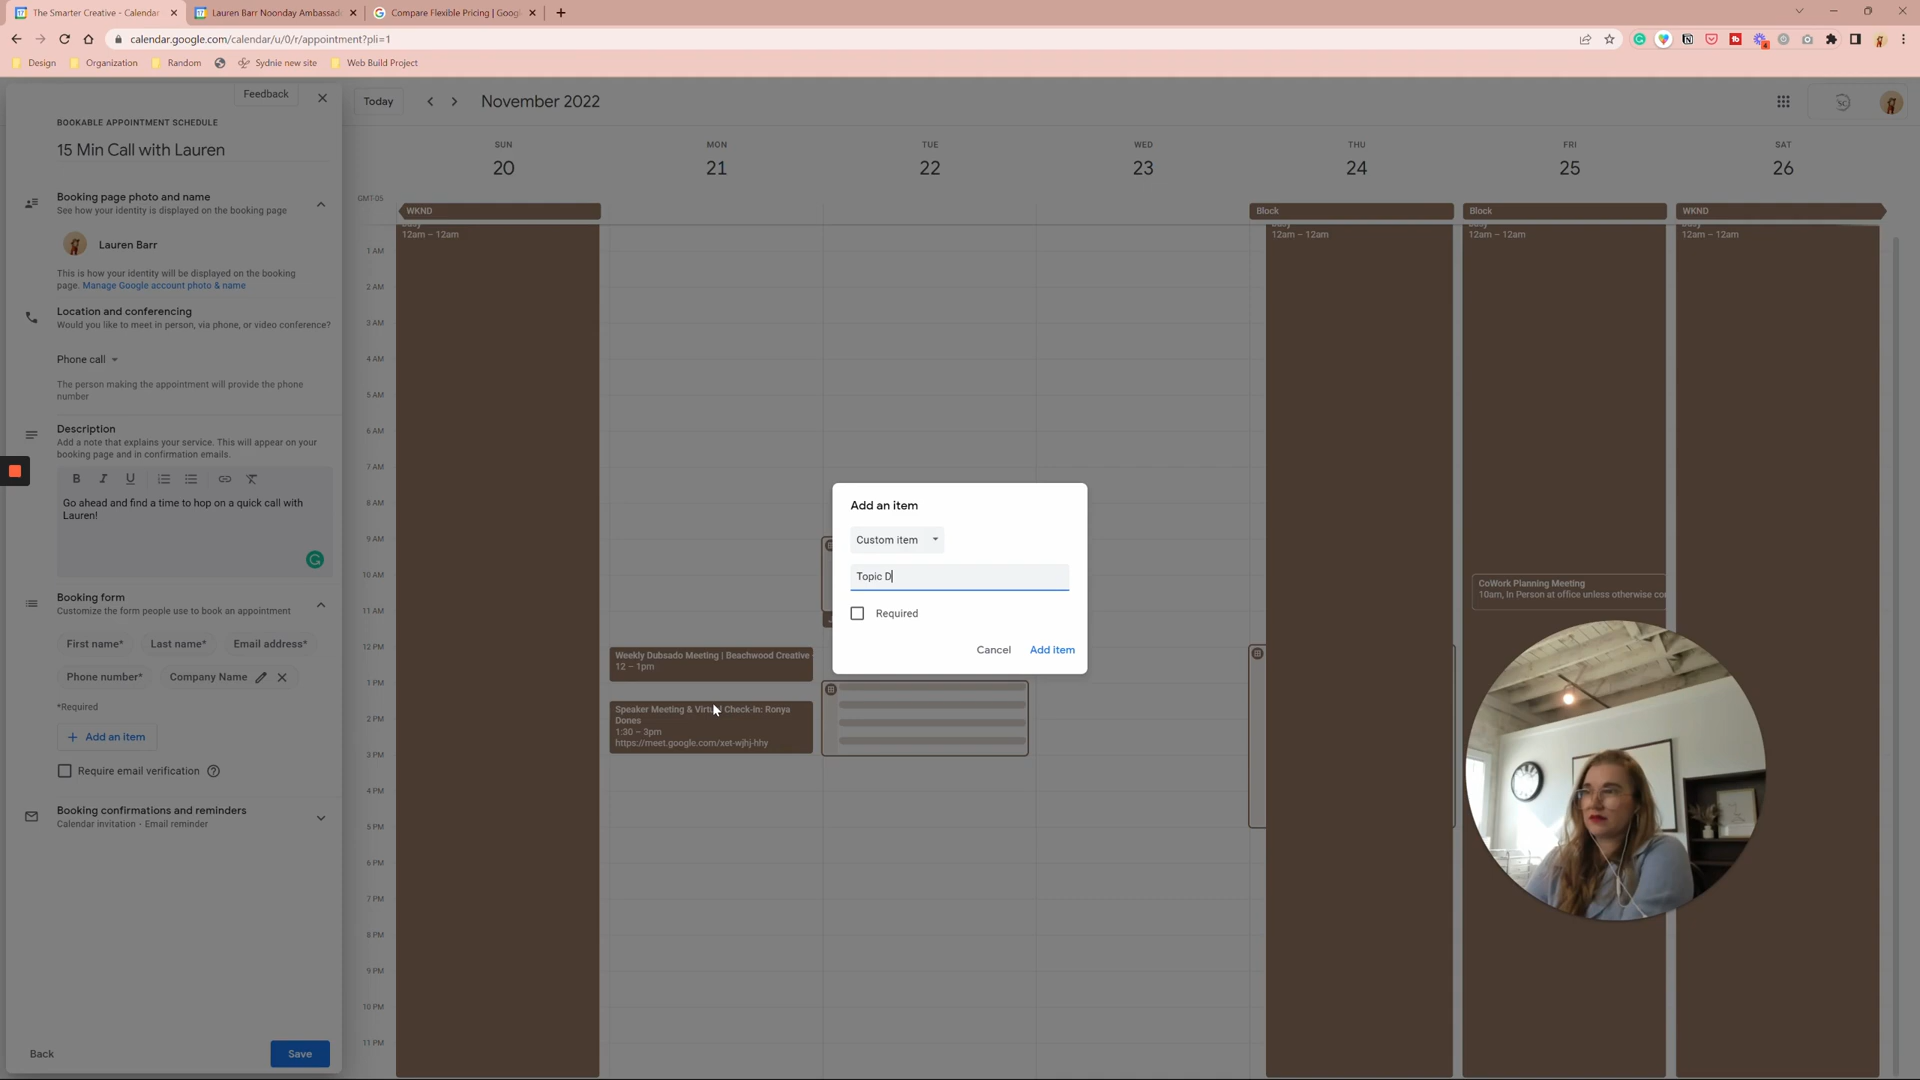 The Smarter Creative - Calendar
Lauren Barr Noonday Ambassad
Compare Flexible Pricing | Goog
calendar.google.com/calendar/u/0/r/appointment?pli=1
Design
Organization
Random
Sydnie new site
Web Build Project
Feedback
BOOKABLE APPOINTMENT SCHEDULE
15 Min Call with Lauren
Booking page photo and name
See how your identity is displayed on the booking page
Lauren Barr
This is how your identity will be displayed on the booking
page. Manage Google account photo & name
Location and conferencing
Would you like to meet in person, via phone, or video conference?
Phone call
The person making the appointment will provide the phone
number
Description
Add a note that explains your service. This will appear on your
booking page and in confirmation emails.
B I U
Go ahead and find a time to hop on a quick call with
Lauren!
Booking form
Customize the form people use to book an appointment
First name* Last name* Email address*
Phone number* Company Name
*Required
Add an item
Require email verification
Booking confirmations and reminders
Calendar invitation - Email reminder
Back
Save
Today
November 2022
SC
SUN MON TUE WED THU FRI SAT
20 21 22 23 24 25 26
GMT-05
WKND
Block
Block
WKND
12am – 12am
12am – 12am
12am – 12am
12am – 12am
1 AM
2 AM
3 AM
4 AM
5 AM
6 AM
7 AM
8 AM
9 AM
10 AM
11 AM
12 PM
1 PM
2 PM
3 PM
4 PM
5 PM
6 PM
7 PM
8 PM
9 PM
10 PM
11 PM
Weekly Dubsado Meeting | Beachwood Creative
12 – 1pm
Speaker Meeting & Virtual Check-in: Ronya
Dones
1:30 – 3pm
https://meet.google.com/xet-wjhj-hhy
CoWork Planning Meeting
10am, In Person at office unless otherwise co
Add an item
Custom item
Topic D
Required
Cancel
Add item